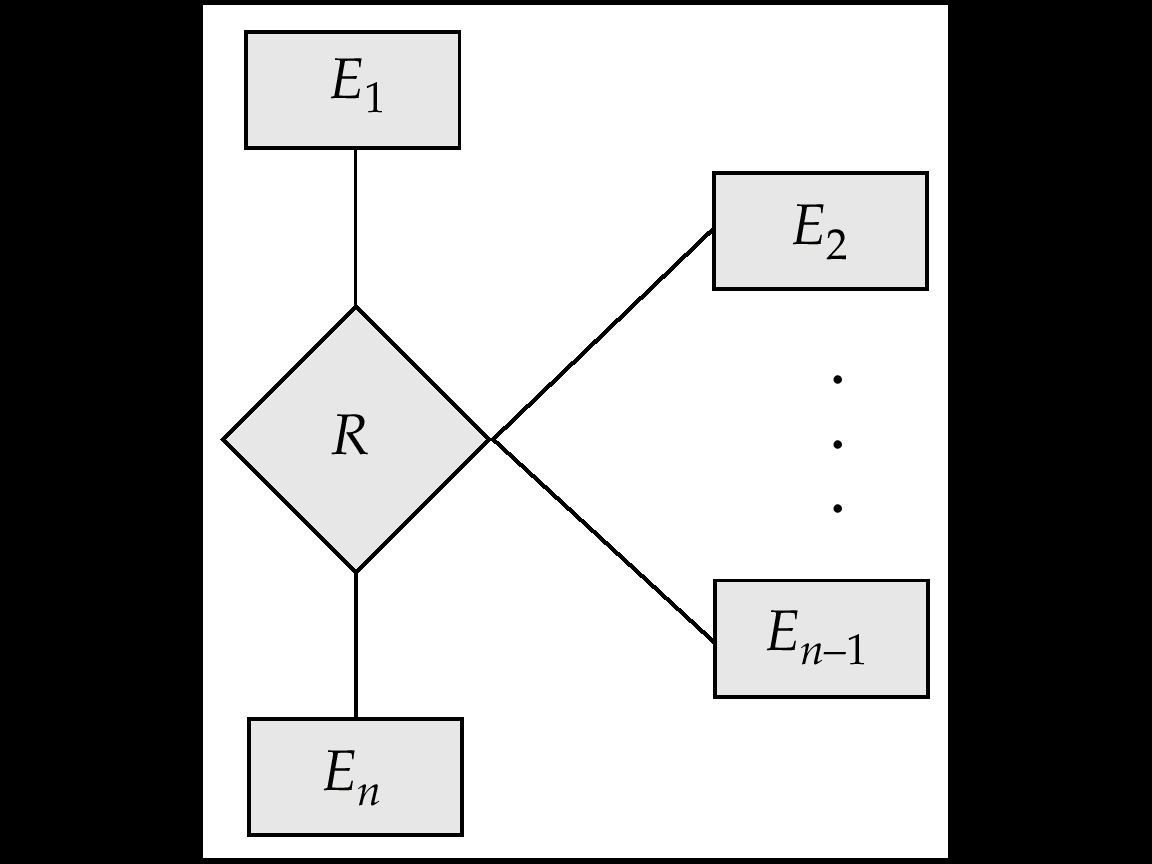 E₁
E₂
.
.
.
R
Eₙ₋₁
Eₙ